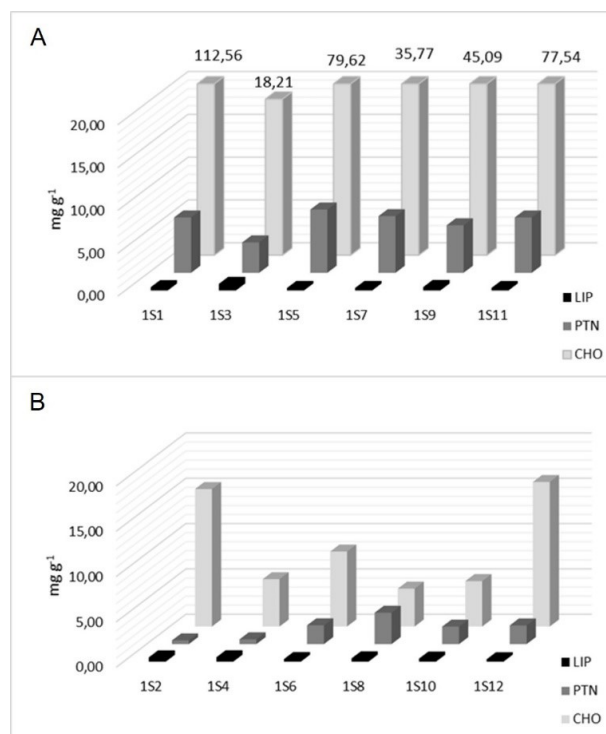 A
112,56
18,21
79,62
35,77
45,09
77,54
20,00
15,00
10,00
5,00
0,00
mg g-1
1S1 1S3 1S5 1S7 1S9 1S11
LIP
PTN
CHO
B
20,00
15,00
10,00
5,00
0,00
mg g-1
1S2 1S4 1S6 1S8 1S10 1S12
LIP
PTN
CHO